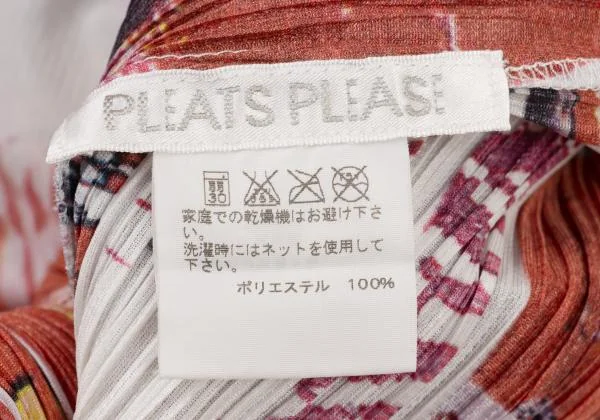 PLEATS PLEASE
弱 30
家庭での乾燥機はお避け下さ
い。
洗濯時にはネットを使用して
下さい。
ポリエステル 100%